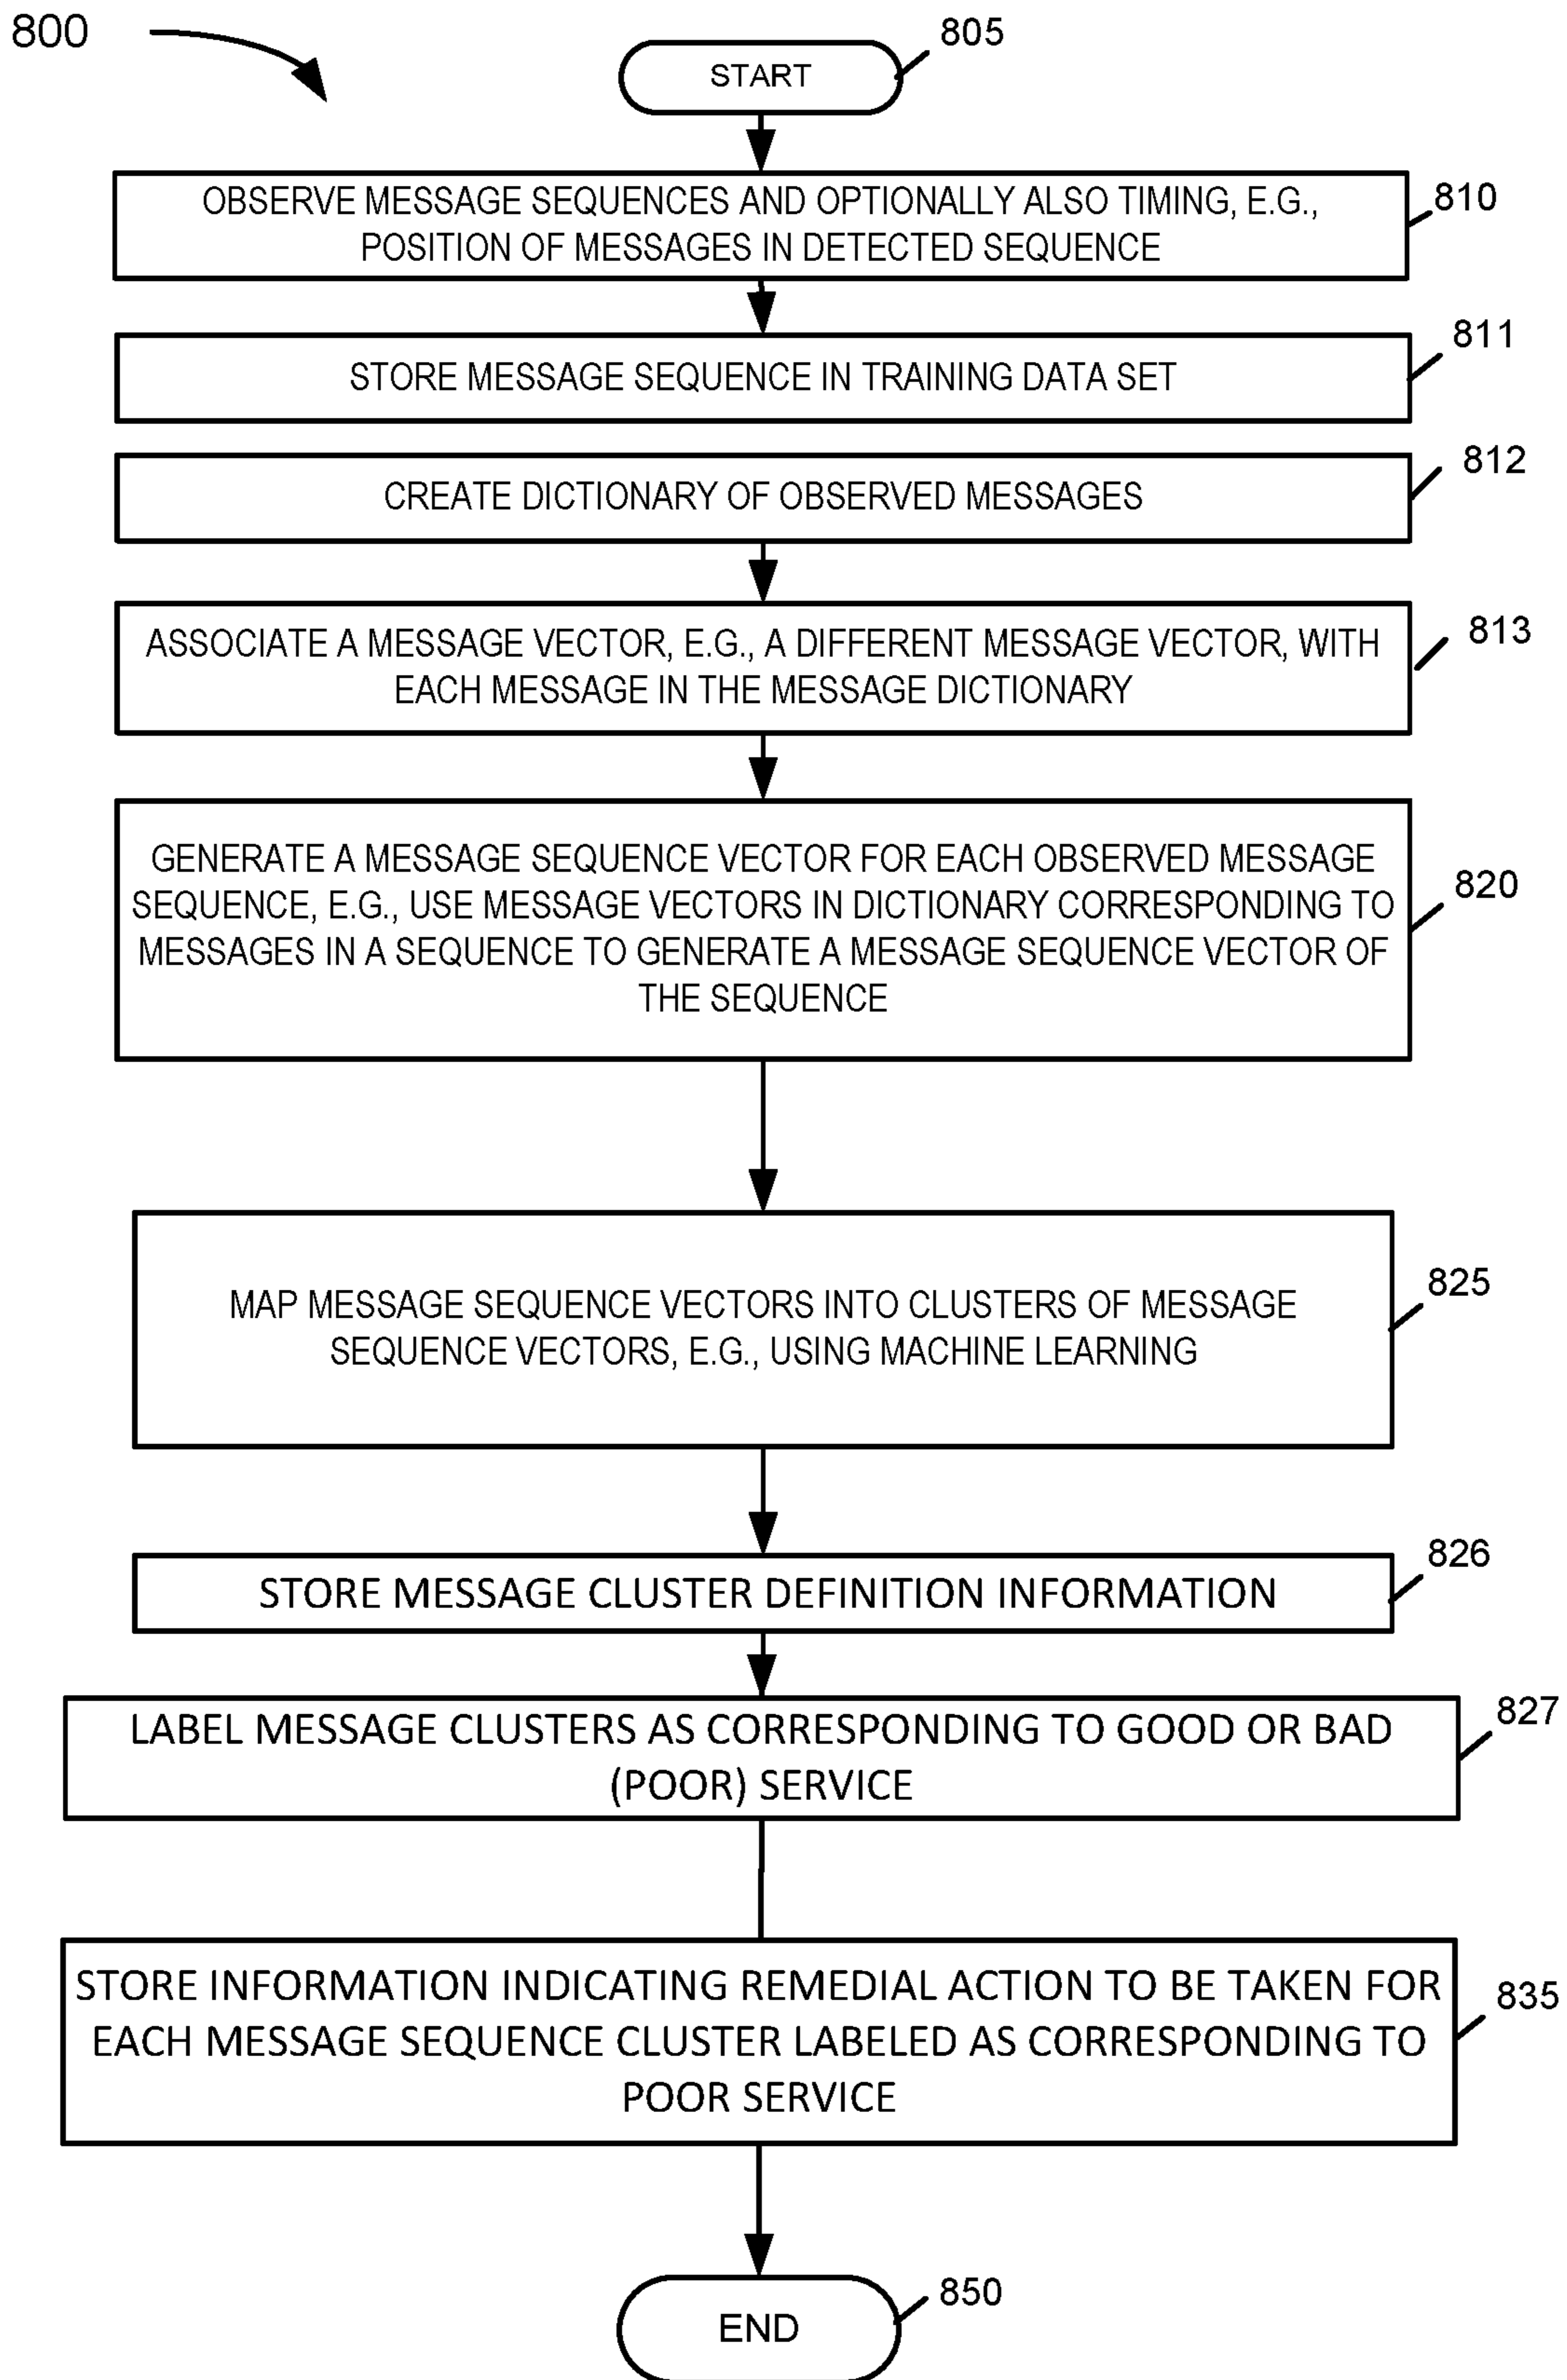 800
805
START
OBSERVE MESSAGE SEQUENCES AND OPTIONALLY ALSO TIMING, E.G.,
POSITION OF MESSAGES IN DETECTED SEQUENCE
810
811
STORE MESSAGE SEQUENCE IN TRAINING DATA SET
812
CREATE DICTIONARY OF OBSERVED MESSAGES
813
ASSOCIATE A MESSAGE VECTOR, E.G., A DIFFERENT MESSAGE VECTOR, WITH
EACH MESSAGE IN THE MESSAGE DICTIONARY
GENERATE A MESSAGE SEQUENCE VECTOR FOR EACH OBSERVED MESSAGE
SEQUENCE, E.G., USE MESSAGE VECTORS IN DICTIONARY CORRESPONDING TO
MESSAGES IN A SEQUENCE TO GENERATE A MESSAGE SEQUENCE VECTOR OF
THE SEQUENCE
820
825
MAP MESSAGE SEQUENCE VECTORS INTO CLUSTERS OF MESSAGE
SEQUENCE VECTORS, E.G., USING MACHINE LEARNING
826
STORE MESSAGE CLUSTER DEFINITION INFORMATION
827
LABEL MESSAGE CLUSTERS AS CORRESPONDING TO GOOD OR BAD
(POOR) SERVICE
STORE INFORMATION INDICATING REMEDIAL ACTION TO BE TAKEN FOR
EACH MESSAGE SEQUENCE CLUSTER LABELED AS CORRESPONDING TO
POOR SERVICE
835
850
END